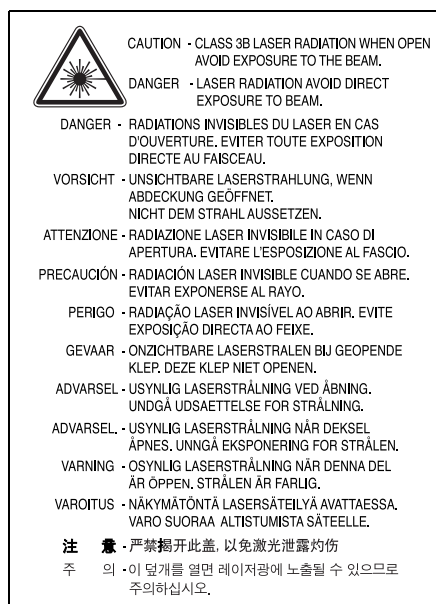 CAUTION - CLASS 3B LASER RADIATION WHEN OPEN
AVOID EXPOSURE TO THE BEAM.
DANGER - LASER RADIATION AVOID DIRECT
EXPOSURE TO BEAM.
DANGER - RADIATIONS INVISIBLES DU LASER EN CAS
D'OUVERTURE. EVITER TOUTE EXPOSITION
DIRECTE AU FAISCEAU.
VORSICHT - UNSICHTBARE LASERSTRAHLUNG, WENN
ABDECKUNG GEÖFFNET.
NICHT DEM STRAHL AUSSETZEN.
ATTENZIONE - RADIAZIONE LASER INVISIBILE IN CASO DI
APERTURA. EVITARE L'ESPOSIZIONE AL FASCIO.
PRECAUCIÓN - RADIACIÓN LASER INVISIBLE CUANDO SE ABRE.
EVITAR EXPONERSE AL RAYO.
PERIGO - RADIAÇÃO LASER INVISÍVEL AO ABRIR. EVITE
EXPOSIÇÃO DIRECTA AO FEIXE.
GEVAAR - ONZICHTBARE LASERSTRALEN BIJ GEOPENDE
KLEP. DEZE KLEP NIET OPENEN.
ADVARSEL - USYNLIG LASERSTRÅLNING VED ÅBNING.
UNDGÅ UDSAETTELSE FOR STRÅLNING.
ADVARSEL. - USYNLIG LASERSTRÅLNING NÅR DEKSEL
ÅPNES. UNNGÅ EKSPONERING FOR STRÅLEN.
VARNING - OSYNLIG LASERSTRÅLNING NÄR DENNA DEL
ÄR ÖPPEN. STRÅLEN ÄR FARLIG.
VAROITUS - NÄKYMÄTÖNTÄ LASERSÄTEILYÄ AVATTAESSA.
VARO SUORAA ALTISTUMISTA SÄTEELLE.
注 意 - 严禁揭开此盖, 以免激光泄露灼伤
주 의 - 이 덮개를 열면 레이저광에 노출될 수 있으므로
주의하십시오.